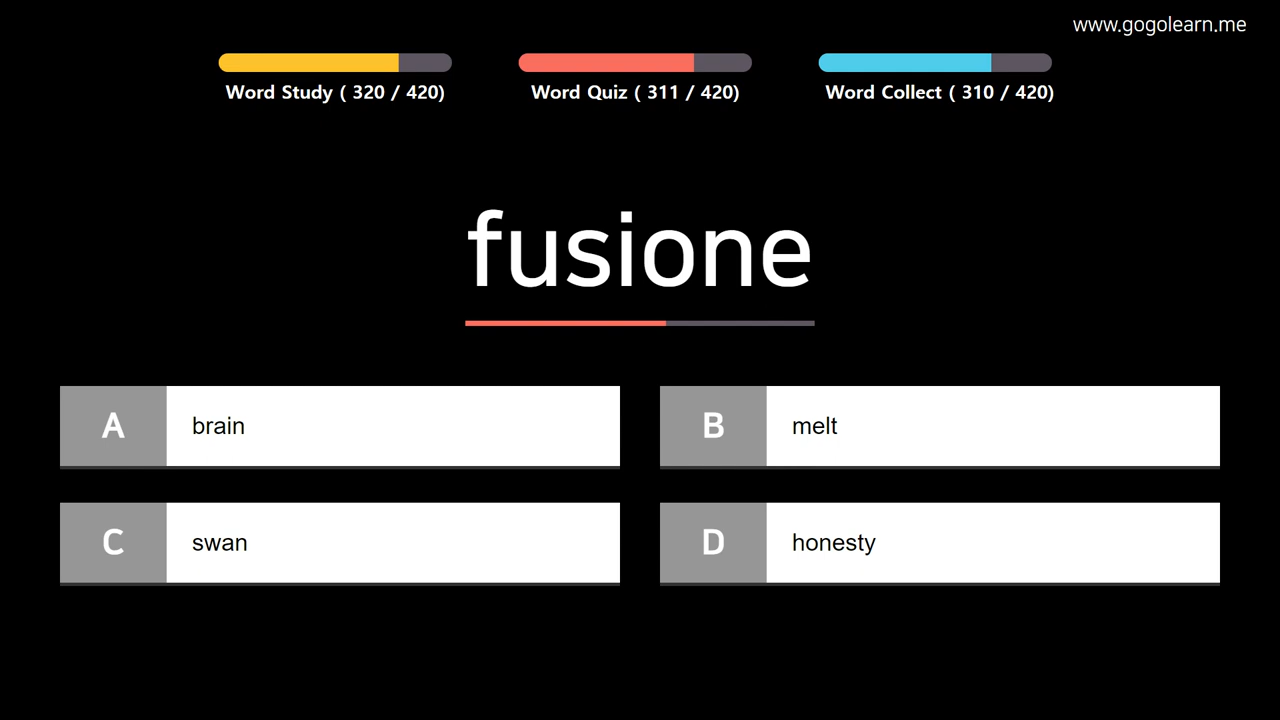 www.gogolearn.me
Word Study ( 320 / 420)
Word Quiz ( 311 / 420)
Word Collect ( 310 / 420)
fusione
A brain
B melt
C swan
D honesty